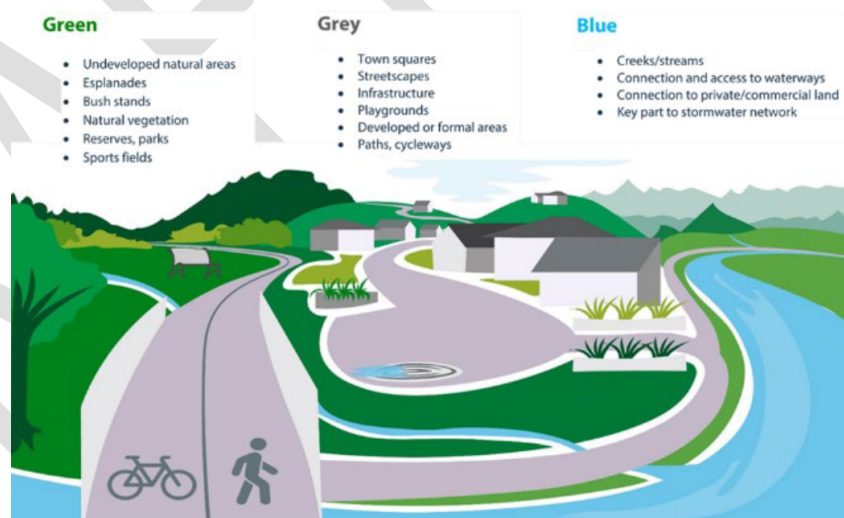 Green
• Undeveloped natural areas
• Esplanades
• Bush stands
• Natural vegetation
• Reserves, parks
• Sports fields
Grey
• Town squares
• Streetscapes
• Infrastructure
• Playgrounds
• Developed or formal areas
• Paths, cycleways
Blue
• Creeks/streams
• Connection and access to waterways
• Connection to private/commercial land
• Key part to stormwater network